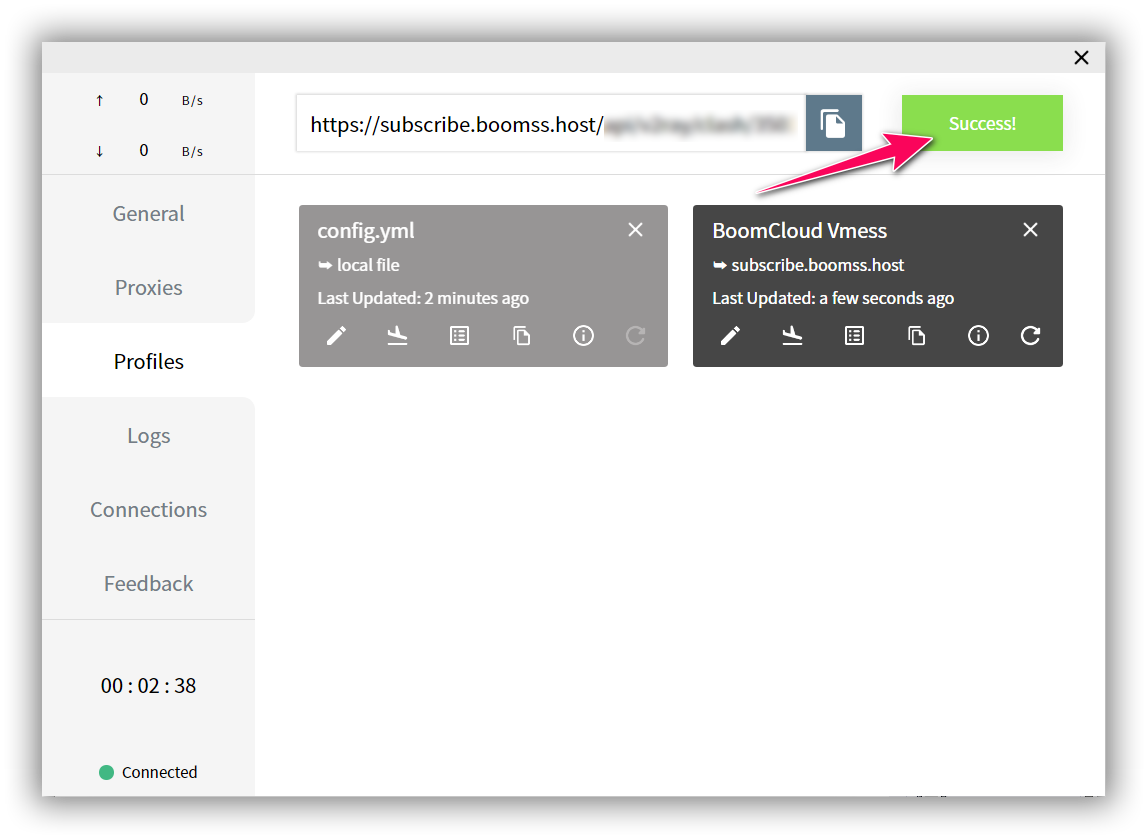 ↑ 0 B/s
↓ 0 B/s
General
Proxies
Profiles
Logs
Connections
Feedback
00 : 02 : 38
Connected
https://subscribe.boomss.host/
Success!
config.yml
local file
Last Updated: 2 minutes ago
BoomCloud Vmess
subscribe.boomss.host
Last Updated: a few seconds ago